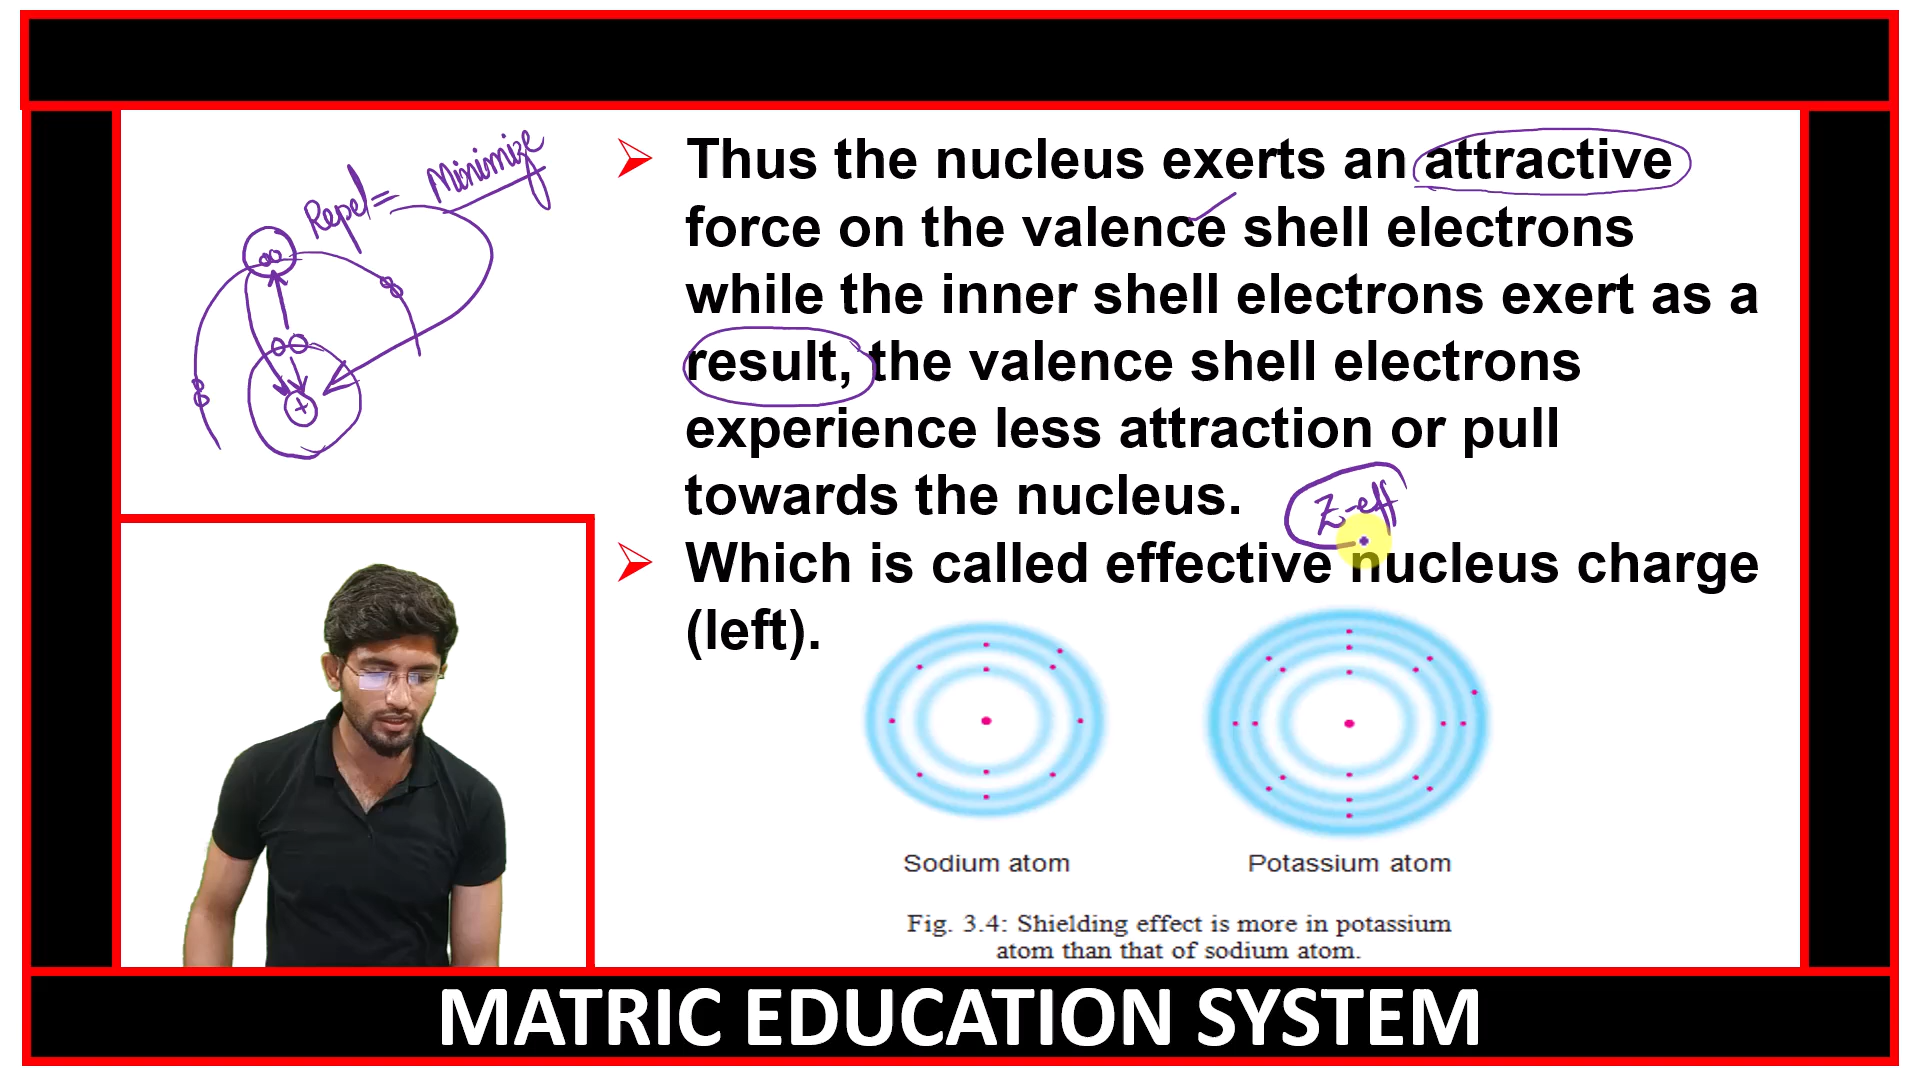 Repel= Minimize
Thus the nucleus exerts an attractive
force on the valence shell electrons
while the inner shell electrons exert as a
result, the valence shell electrons
experience less attraction or pull
towards the nucleus.
Z-eff
Which is called effective nucleus charge
(left).
Sodium atom
Potassium atom
Fig. 3.4: Shielding effect is more in potassium
atom than that of sodium atom.
MATRIC EDUCATION SYSTEM